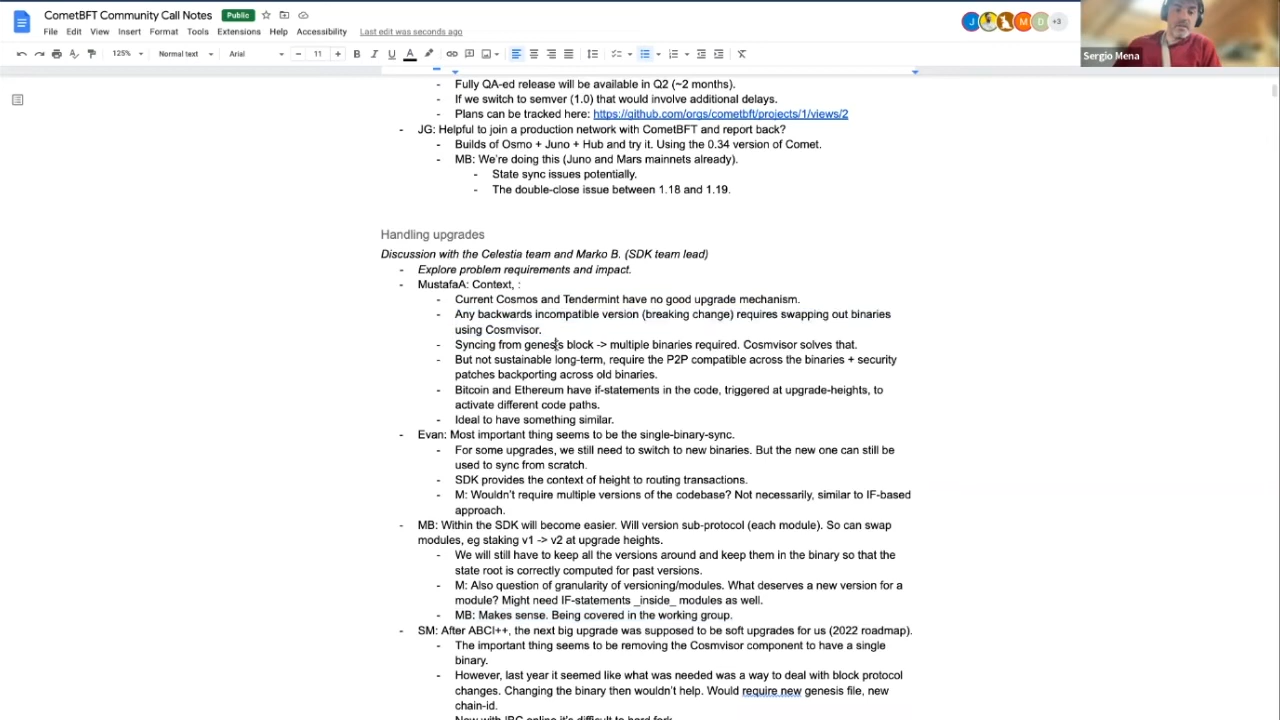 CometBFT Community Call Notes
Public
File Edit View Insert Format Tools Extensions Help Accessibility Last edit was seconds ago
J M D +3
125% Normal text Arial 11 B I U A
Sergio Mena
- Fully QA-ed release will be available in Q2 (~2 months).
- If we switch to semver (1.0) that would involve additional delays.
- Plans can be tracked here: https://github.com/orgs/cometbft/projects/1/views/2
- JG: Helpful to join a production network with CometBFT and report back?
- Builds of Osmo + Juno + Hub and try it. Using the 0.34 version of Comet.
- MB: We're doing this (Juno and Mars mainnets already).
- State sync issues potentially.
- The double-close issue between 1.18 and 1.19.
Handling upgrades
Discussion with the Celestia team and Marko B. (SDK team lead)
- Explore problem requirements and impact.
- MustafaA: Context, :
- Current Cosmos and Tendermint have no good upgrade mechanism.
- Any backwards incompatible version (breaking change) requires swapping out binaries
using Cosmvisor.
- Syncing from genesis block -> multiple binaries required. Cosmvisor solves that.
- But not sustainable long-term, require the P2P compatible across the binaries + security
patches backporting across old binaries.
- Bitcoin and Ethereum have if-statements in the code, triggered at upgrade-heights, to
activate different code paths.
- Ideal to have something similar.
- Evan: Most important thing seems to be the single-binary-sync.
- For some upgrades, we still need to switch to new binaries. But the new one can still be
used to sync from scratch.
- SDK provides the context of height to routing transactions.
- M: Wouldn't require multiple versions of the codebase? Not necessarily, similar to IF-based
approach.
- MB: Within the SDK will become easier. Will version sub-protocol (each module). So can swap
modules, eg staking v1 -> v2 at upgrade heights.
- We will still have to keep all the versions around and keep them in the binary so that the
state root is correctly computed for past versions.
- M: Also question of granularity of versioning/modules. What deserves a new version for a
module? Might need IF-statements _inside_ modules as well.
- MB: Makes sense. Being covered in the working group.
- SM: After ABCI++, the next big upgrade was supposed to be soft upgrades for us (2022 roadmap).
- The important thing seems to be removing the Cosmvisor component to have a single
binary.
- However, last year it seemed like what was needed was a way to deal with block protocol
changes. Changing the binary then wouldn't help. Would require new genesis file, new
chain-id.
- Now with IBC online it's difficult to hard fork